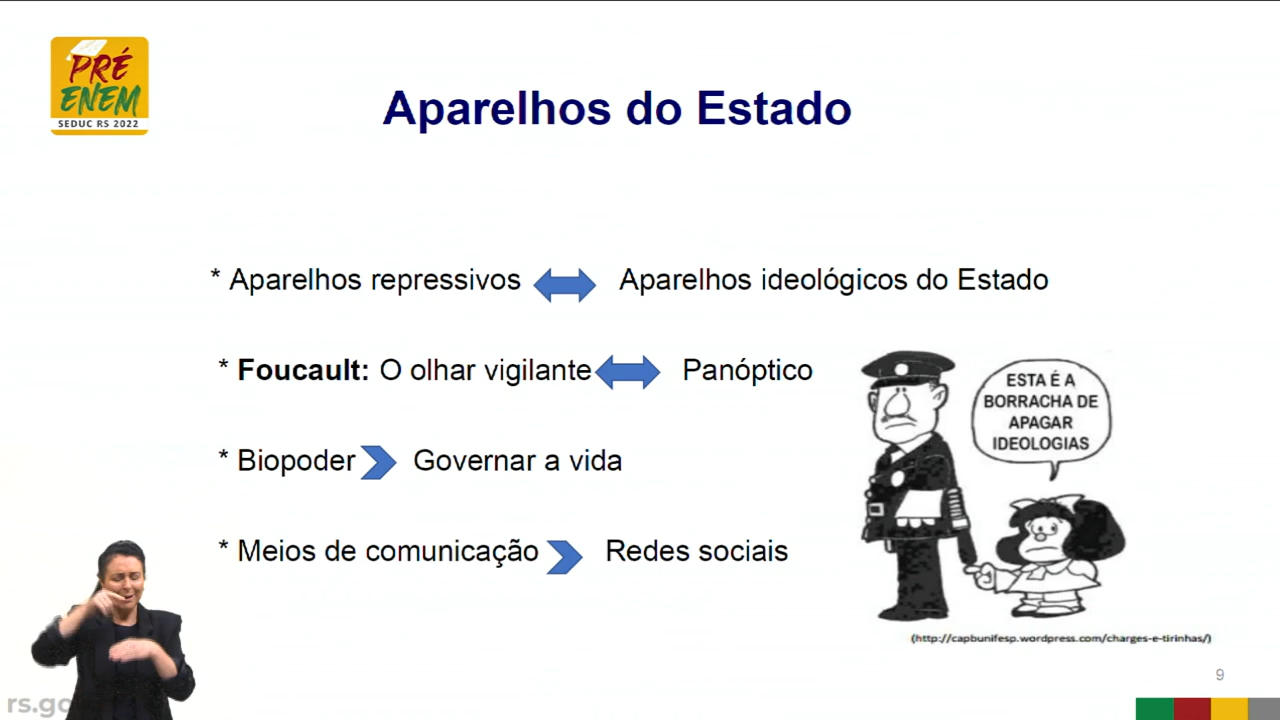 PRÉ
ENEM
SEDUC RS 2022
Aparelhos do Estado
* Aparelhos repressivos Aparelhos ideológicos do Estado
* Foucault: O olhar vigilante Panóptico
* Biopoder Governar a vida
* Meios de comunicação Redes sociais
ESTA É A
BORRACHA DE
APAGAR
IDEOLOGIAS
(http://capbunifesp.wordpress.com/charges-e-tirinhas/)
9
rs.go